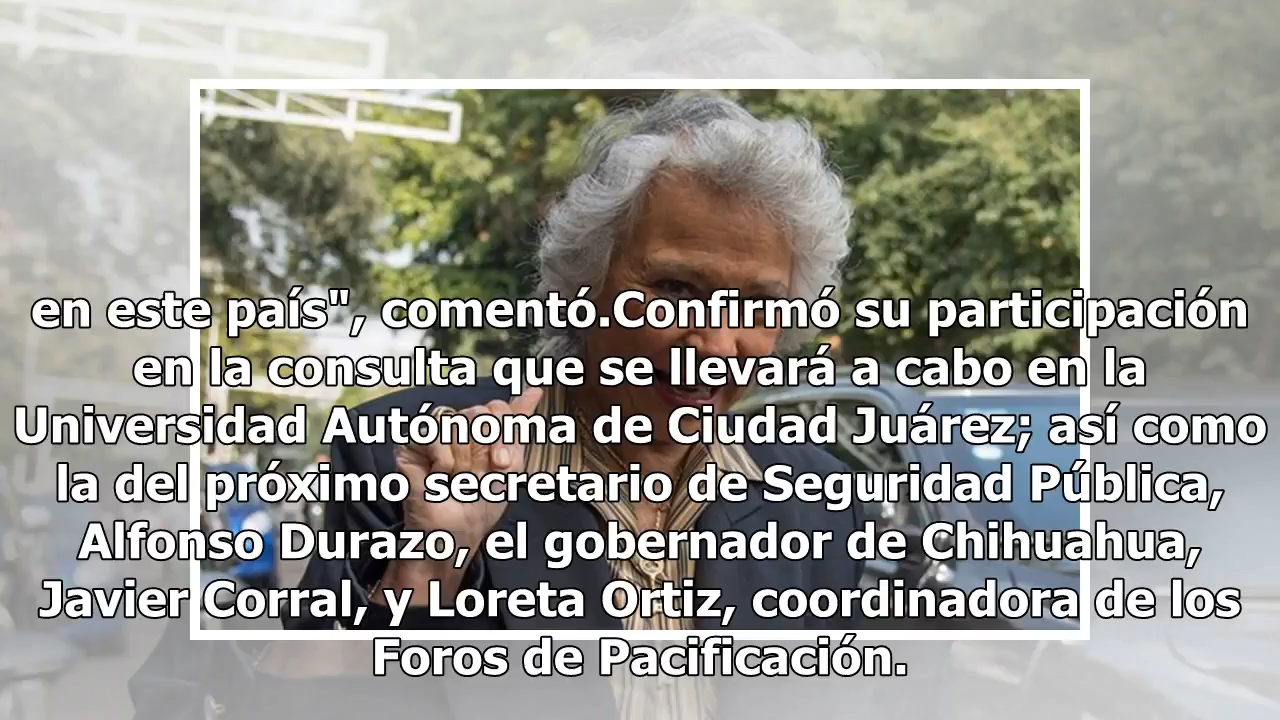 en este país", comentó.Confirmó su participación
en la consulta que se llevará a cabo en la
Universidad Autónoma de Ciudad Juárez; así como
la del próximo secretario de Seguridad Pública,
Alfonso Durazo, el gobernador de Chihuahua,
Javier Corral, y Loreta Ortiz, coordinadora de los
Foros de Pacificación.